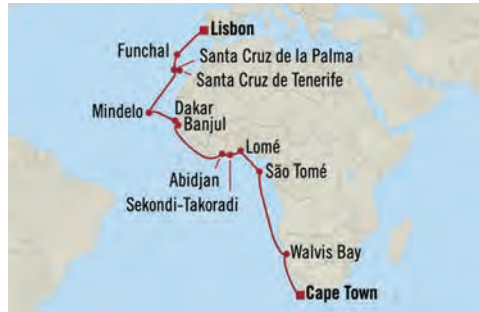 Lisbon
Funchal
Santa Cruz de la Palma
Santa Cruz de Tenerife
Mindelo
Dakar
Banjul
Lomé
São Tomé
Abidjan
Sekondi-Takoradi
Walvis Bay
Cape Town